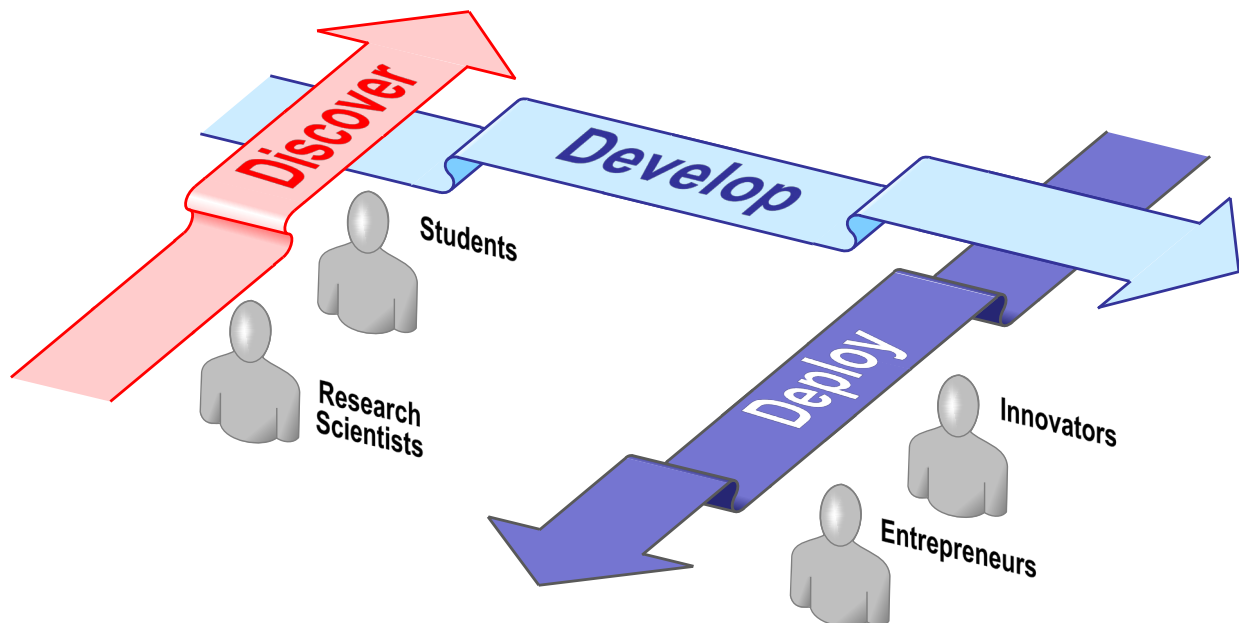 Discover
Develop
Students
Deploy
Research
Scientists
Innovators
Entrepreneurs